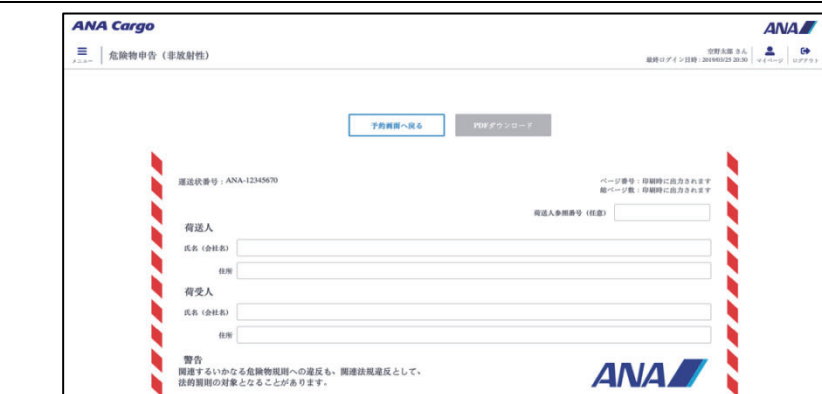 ANA Cargo
ANA
メニュー
危険物申告（非放射性）
空野太郎 さん
最終ログイン日時 : 2019/03/25 20:30
マイページ
ログアウト
予約画面へ戻る
PDFダウンロード
運送状番号 : ANA-12345670
ページ番号 : 印刷時に出力されます
総ページ数 : 印刷時に出力されます
荷送人参照番号（任意）
荷送人
氏名（会社名）
住所
荷受人
氏名（会社名）
住所
警告
関連するいかなる危険物規則への違反も、関連法規違反として、
法的罰則の対象となることがあります。
ANA